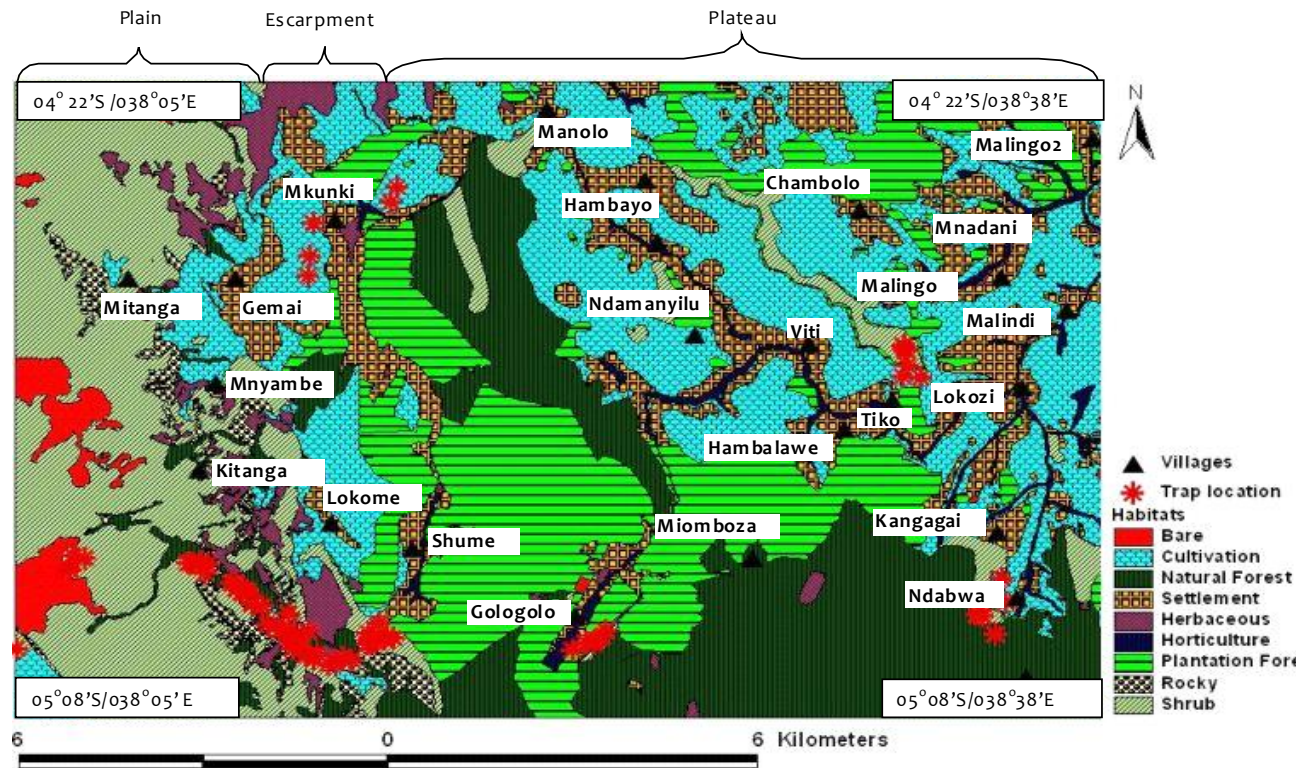 Plain
Escarpment
Plateau
04° 22'S /038°05'E
04° 22'S/038°38'E
N
Manolo
Malingo2
Mkunki
Chambolo
Hambayo
Mnadani
Mitanga
Gemai
Ndamanyilu
Malingo
Viti
Malindi
Mnyambe
Lokozi
Tiko
Hambalawe
Kitanga
Lokome
Miomboza
Kangagai
Shume
Gologolo
Ndabwa
05°08'S/038°05' E
05°08'S/038°38' E
Villages
Trap location
Habitats
Bare
Cultivation
Natural Forest
Settlement
Herbaceous
Horticulture
Plantation Fore
Rocky
Shrub
6 0 6 Kilometers